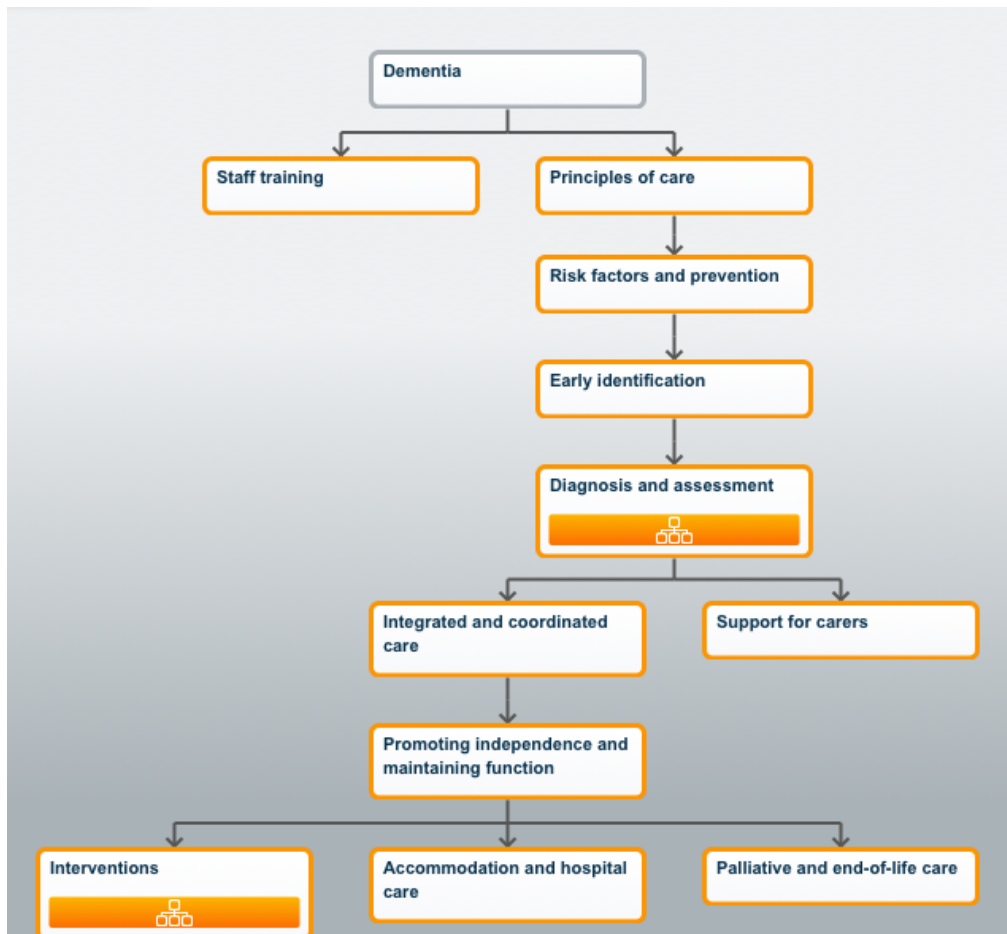 Dementia
Staff training
Principles of care
Risk factors and prevention
Early identification
Diagnosis and assessment
Integrated and coordinated
care
Support for carers
Promoting independence and
maintaining function
Interventions
Accommodation and hospital
care
Palliative and end-of-life care